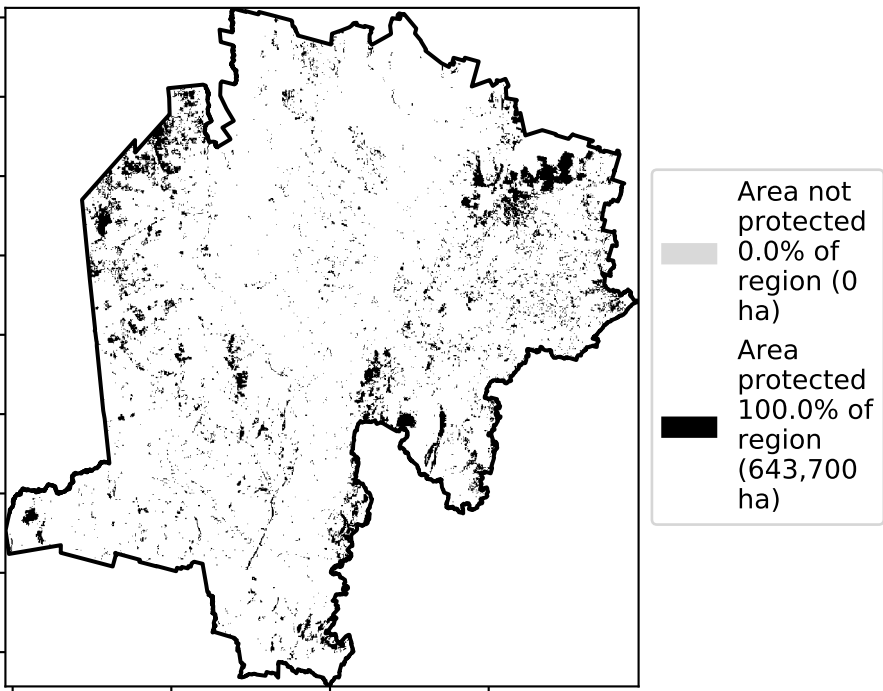 Area not
protected
0.0% of
region (0
ha)
Area
protected
100.0% of
region
(643,700
ha)